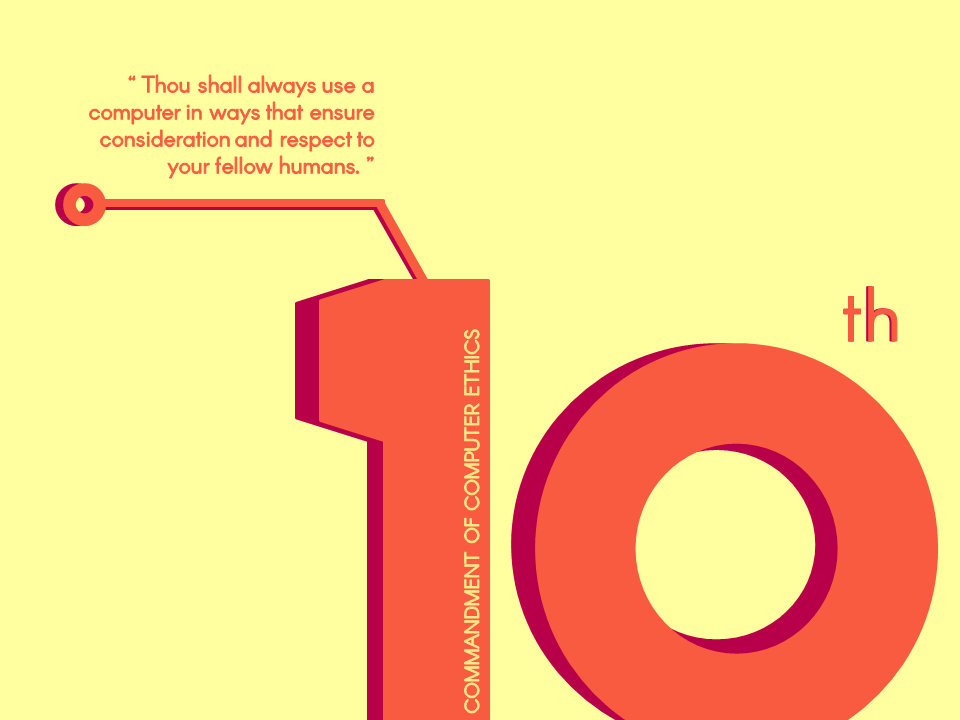 “ Thou shall always use a
computer in ways that ensure
consideration and respect to
your fellow humans. ”
10th
COMMANDMENT OF COMPUTER ETHICS